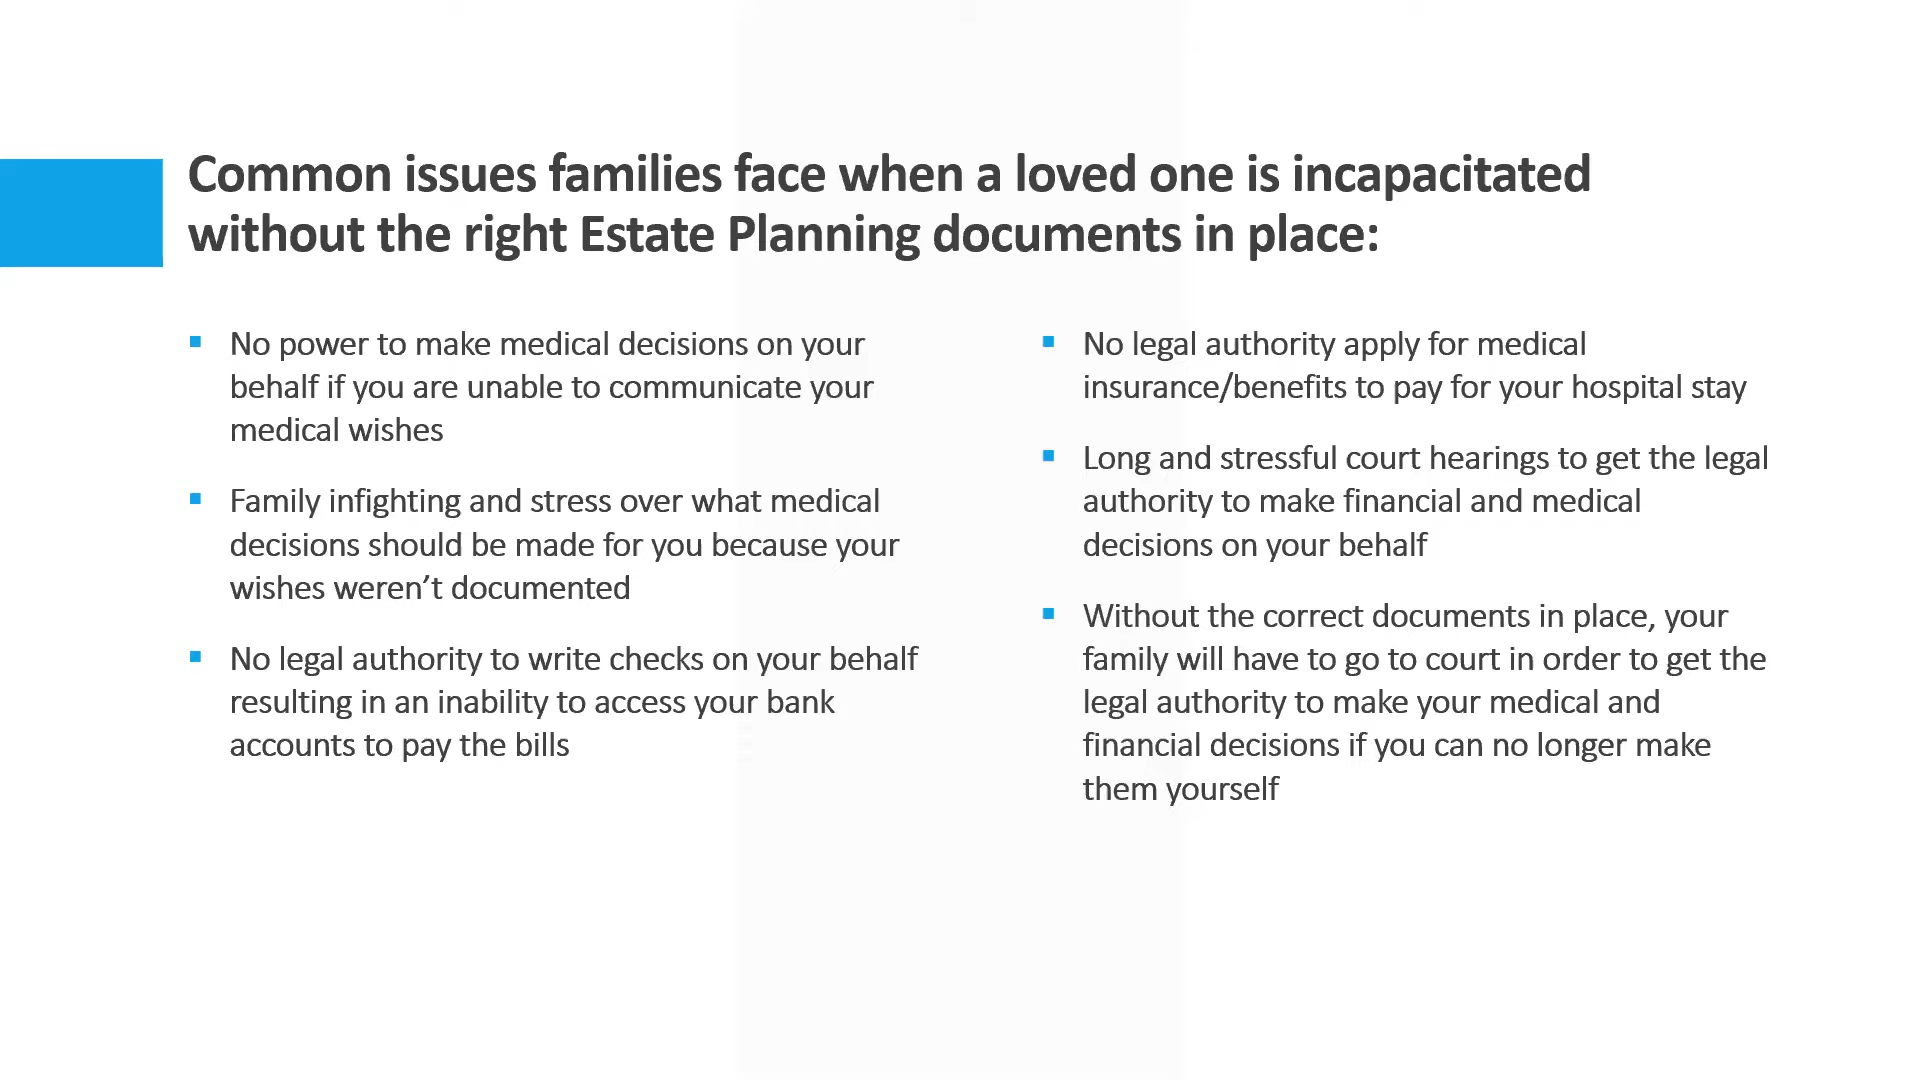 Common issues families face when a loved one is incapacitated
without the right Estate Planning documents in place:
No power to make medical decisions on your
behalf if you are unable to communicate your
medical wishes
Family infighting and stress over what medical
decisions should be made for you because your
wishes weren’t documented
No legal authority to write checks on your behalf
resulting in an inability to access your bank
accounts to pay the bills
No legal authority apply for medical
insurance/benefits to pay for your hospital stay
Long and stressful court hearings to get the legal
authority to make financial and medical
decisions on your behalf
Without the correct documents in place, your
family will have to go to court in order to get the
legal authority to make your medical and
financial decisions if you can no longer make
them yourself